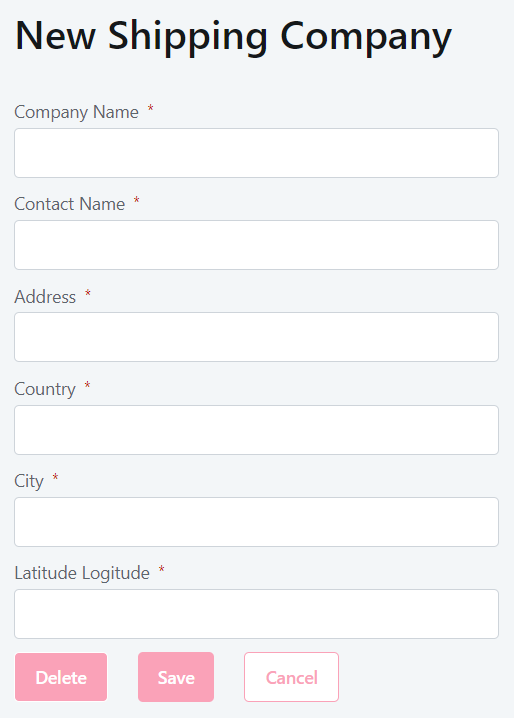 New Shipping Company
Company Name *
Contact Name *
Address *
Country *
City *
Latitude Logitude *
Delete Save Cancel